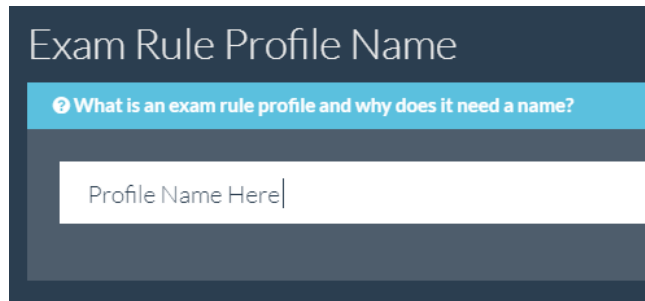 Exam Rule Profile Name
What is an exam rule profile and why does it need a name?
Profile Name Here